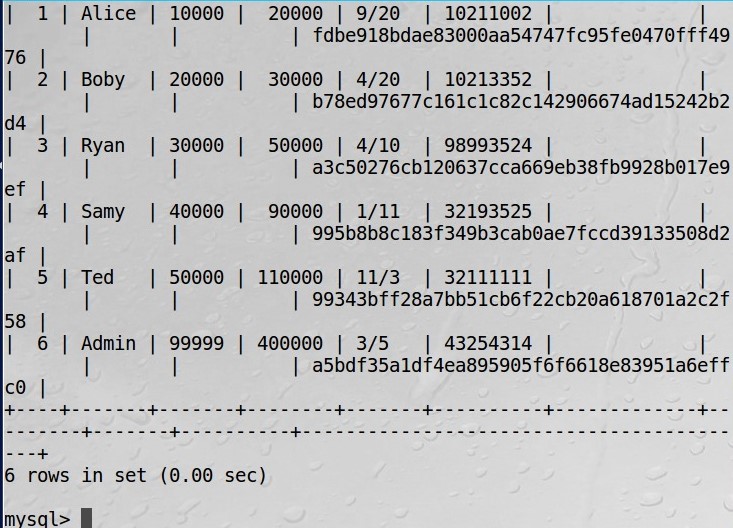 |  1 | Alice | 10000 |  20000 | 9/20  | 10211002 |             |
       |       |          | fdbe918bdae83000aa54747fc95fe0470fff49
76 |
|  2 | Boby  | 20000 |  30000 | 4/20  | 10213352 |             |
       |       |          | b78ed97677c161c1c82c142906674ad15242b2
d4 |
|  3 | Ryan  | 30000 |  50000 | 4/10  | 98993524 |             |
       |       |          | a3c50276cb120637cca669eb38fb9928b017e9
ef |
|  4 | Samy  | 40000 |  90000 | 1/11  | 32193525 |             |
       |       |          | 995b8b8c183f349b3cab0ae7fccd39133508d2
af |
|  5 | Ted   | 50000 | 110000 | 11/3  | 32111111 |             |
       |       |          | 99343bff28a7bb51cb6f22cb20a618701a2c2f
58 |
|  6 | Admin | 99999 | 400000 | 3/5   | 43254314 |             |
       |       |          | a5bdf35a1df4ea895905f6f6618e83951a6eff
c0 |
+----+-------+-------+--------+-------+----------+-------------+--
-------+-------+----------+---------------------------------------
---+
6 rows in set (0.00 sec)
mysql>